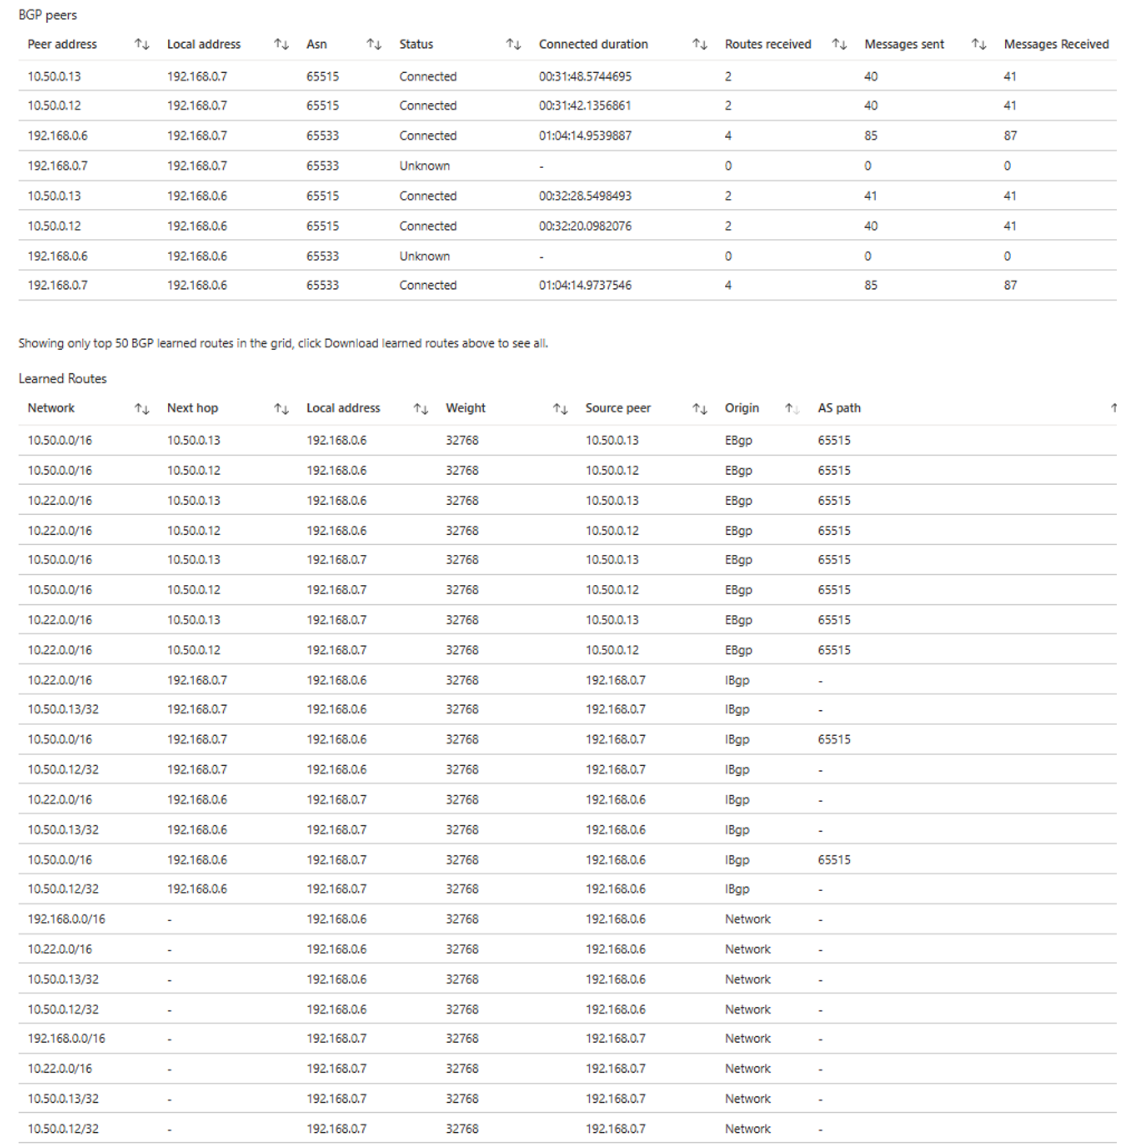 BGP peers
Peer address ↑↓ Local address ↑↓ Asn ↑↓ Status ↑↓ Connected duration ↑↓ Routes received ↑↓ Messages sent ↑↓ Messages Received
10.50.0.13 192.168.0.7 65515 Connected 00:31:48.5744695 2 40 41
10.50.0.12 192.168.0.7 65515 Connected 00:31:42.1356861 2 40 41
192.168.0.6 192.168.0.7 65533 Connected 01:04:14.9539887 4 85 87
192.168.0.7 192.168.0.7 65533 Unknown - 0 0 0
10.50.0.13 192.168.0.6 65515 Connected 00:32:28.5498493 2 41 41
10.50.0.12 192.168.0.6 65515 Connected 00:32:20.0982076 2 40 41
192.168.0.6 192.168.0.6 65533 Unknown - 0 0 0
192.168.0.7 192.168.0.6 65533 Connected 01:04:14.9737546 4 85 87
Showing only top 50 BGP learned routes in the grid, click Download learned routes above to see all.
Learned Routes
Network ↑↓ Next hop ↑↓ Local address ↑↓ Weight ↑↓ Source peer ↑↓ Origin ↑↓ AS path ↑
10.50.0.0/16 10.50.0.13 192.168.0.6 32768 10.50.0.13 EBgp 65515
10.50.0.0/16 10.50.0.12 192.168.0.6 32768 10.50.0.12 EBgp 65515
10.22.0.0/16 10.50.0.13 192.168.0.6 32768 10.50.0.13 EBgp 65515
10.22.0.0/16 10.50.0.12 192.168.0.6 32768 10.50.0.12 EBgp 65515
10.50.0.0/16 10.50.0.13 192.168.0.7 32768 10.50.0.13 EBgp 65515
10.50.0.0/16 10.50.0.12 192.168.0.7 32768 10.50.0.12 EBgp 65515
10.22.0.0/16 10.50.0.13 192.168.0.7 32768 10.50.0.13 EBgp 65515
10.22.0.0/16 10.50.0.12 192.168.0.7 32768 10.50.0.12 EBgp 65515
10.22.0.0/16 192.168.0.7 192.168.0.6 32768 192.168.0.7 IBgp -
10.50.0.13/32 192.168.0.7 192.168.0.6 32768 192.168.0.7 IBgp -
10.50.0.0/16 192.168.0.7 192.168.0.6 32768 192.168.0.7 IBgp 65515
10.50.0.12/32 192.168.0.7 192.168.0.6 32768 192.168.0.7 IBgp -
10.22.0.0/16 192.168.0.6 192.168.0.7 32768 192.168.0.6 IBgp -
10.50.0.13/32 192.168.0.6 192.168.0.7 32768 192.168.0.6 IBgp -
10.50.0.0/16 192.168.0.6 192.168.0.7 32768 192.168.0.6 IBgp 65515
10.50.0.12/32 192.168.0.6 192.168.0.7 32768 192.168.0.6 IBgp -
192.168.0.0/16 - 192.168.0.6 32768 192.168.0.6 Network -
10.22.0.0/16 - 192.168.0.6 32768 192.168.0.6 Network -
10.50.0.13/32 - 192.168.0.6 32768 192.168.0.6 Network -
10.50.0.12/32 - 192.168.0.6 32768 192.168.0.6 Network -
192.168.0.0/16 - 192.168.0.7 32768 192.168.0.7 Network -
10.22.0.0/16 - 192.168.0.7 32768 192.168.0.7 Network -
10.50.0.13/32 - 192.168.0.7 32768 192.168.0.7 Network -
10.50.0.12/32 - 192.168.0.7 32768 192.168.0.7 Network -